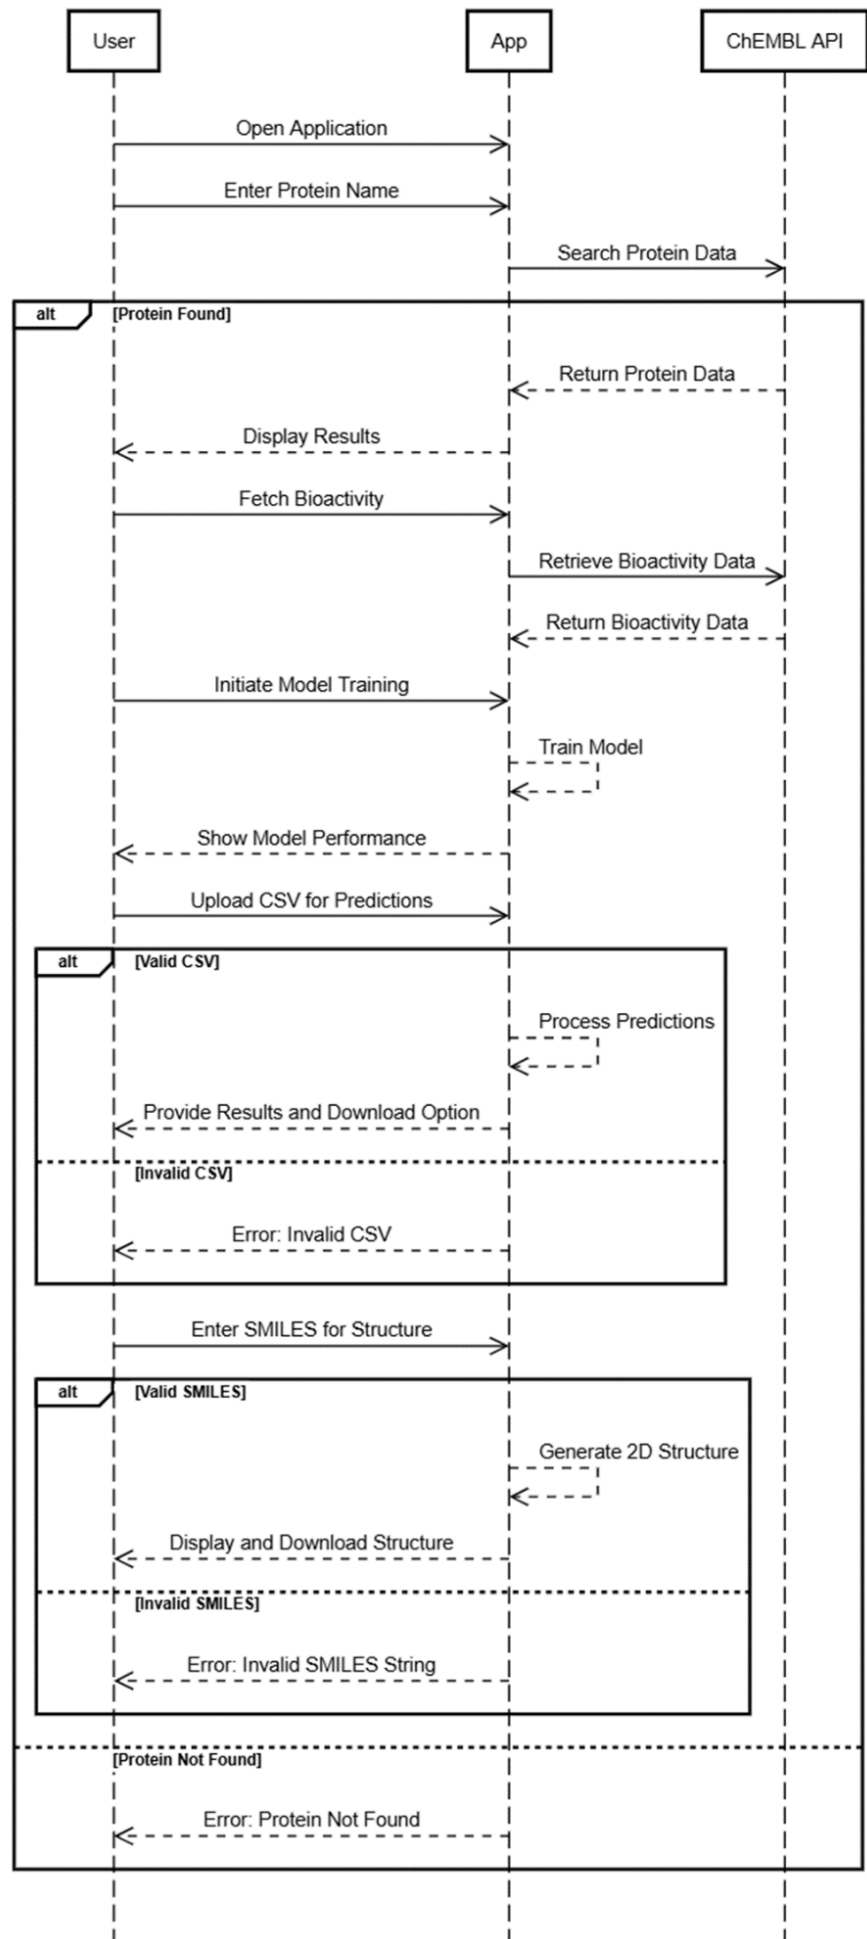 User
App
ChEMBL API
Open Application
Enter Protein Name
Search Protein Data
alt
[Protein Found]
Return Protein Data
Display Results
Fetch Bioactivity
Retrieve Bioactivity Data
Return Bioactivity Data
Initiate Model Training
Train Model
Show Model Performance
Upload CSV for Predictions
alt
[Valid CSV]
Process Predictions
Provide Results and Download Option
[Invalid CSV]
Error: Invalid CSV
Enter SMILES for Structure
alt
[Valid SMILES]
Generate 2D Structure
Display and Download Structure
[Invalid SMILES]
Error: Invalid SMILES String
[Protein Not Found]
Error: Protein Not Found